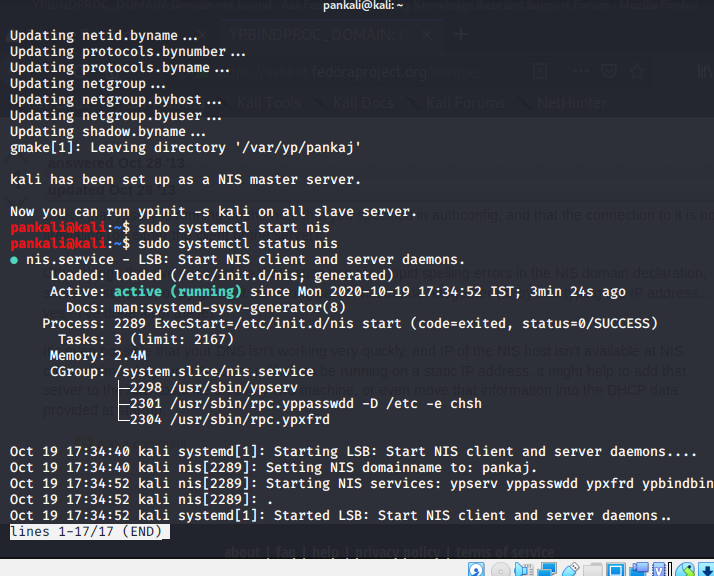 pankali@kali: ~
Updating netid.byname...
Updating protocols.bynumber...
Updating protocols.byname...
Updating netgroup...
Updating netgroup.byhost...
Updating netgroup.byuser...
Updating shadow.byname...
gmake[1]: Leaving directory '/var/yp/pankaj'
kali has been set up as a NIS master server.
Now you can run ypinit -s kali on all slave server.
pankali@kali:~$ sudo systemctl start nis
pankali@kali:~$ sudo systemctl status nis
● nis.service - LSB: Start NIS client and server daemons.
Loaded: loaded (/etc/init.d/nis; generated)
Active: active (running) since Mon 2020-10-19 17:34:52 IST; 3min 24s ago
Docs: man:systemd-sysv-generator(8)
Process: 2289 ExecStart=/etc/init.d/nis start (code=exited, status=0/SUCCESS)
Tasks: 3 (limit: 2167)
Memory: 2.4M
CGroup: /system.slice/nis.service
├─2298 /usr/sbin/ypserv
├─2301 /usr/sbin/rpc.yppasswdd -D /etc -e chsh
└─2304 /usr/sbin/rpc.ypxfrd
Oct 19 17:34:40 kali systemd[1]: Starting LSB: Start NIS client and server daemons....
Oct 19 17:34:40 kali nis[2289]: Setting NIS domainname to: pankaj.
Oct 19 17:34:52 kali nis[2289]: Starting NIS services: ypserv yppasswdd ypxfrd ypbindbin
Oct 19 17:34:52 kali nis[2289]: .
Oct 19 17:34:52 kali systemd[1]: Started LSB: Start NIS client and server daemons..
lines 1-17/17 (END)
about | faq | help | privacy policy | terms of service